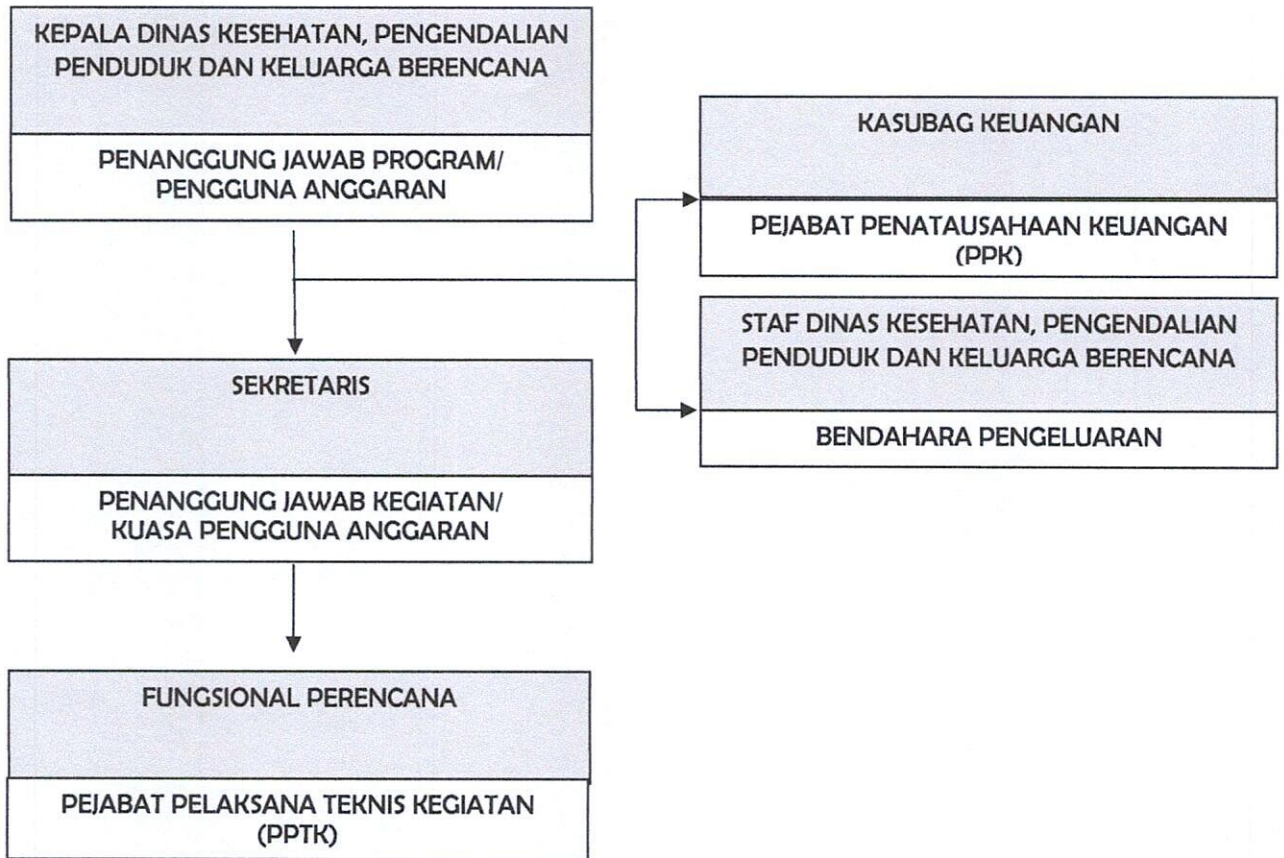 KEPALA DINAS KESEHATAN, PENGENDALIAN
PENDUDUK DAN KELUARGA BERENCANA
PENANGGUNG JAWAB PROGRAM/
PENGGUNA ANGGARAN
KASUBAG KEUANGAN
PEJABAT PENATAUSAHAAN KEUANGAN
(PPK)
STAF DINAS KESEHATAN, PENGENDALIAN
PENDUDUK DAN KELUARGA BERENCANA
BENDAHARA PENGELUARAN
SEKRETARIS
PENANGGUNG JAWAB KEGIATAN/
KUASA PENGGUNA ANGGARAN
FUNGSIONAL PERENCANA
PEJABAT PELAKSANA TEKNIS KEGIATAN
(PPTK)